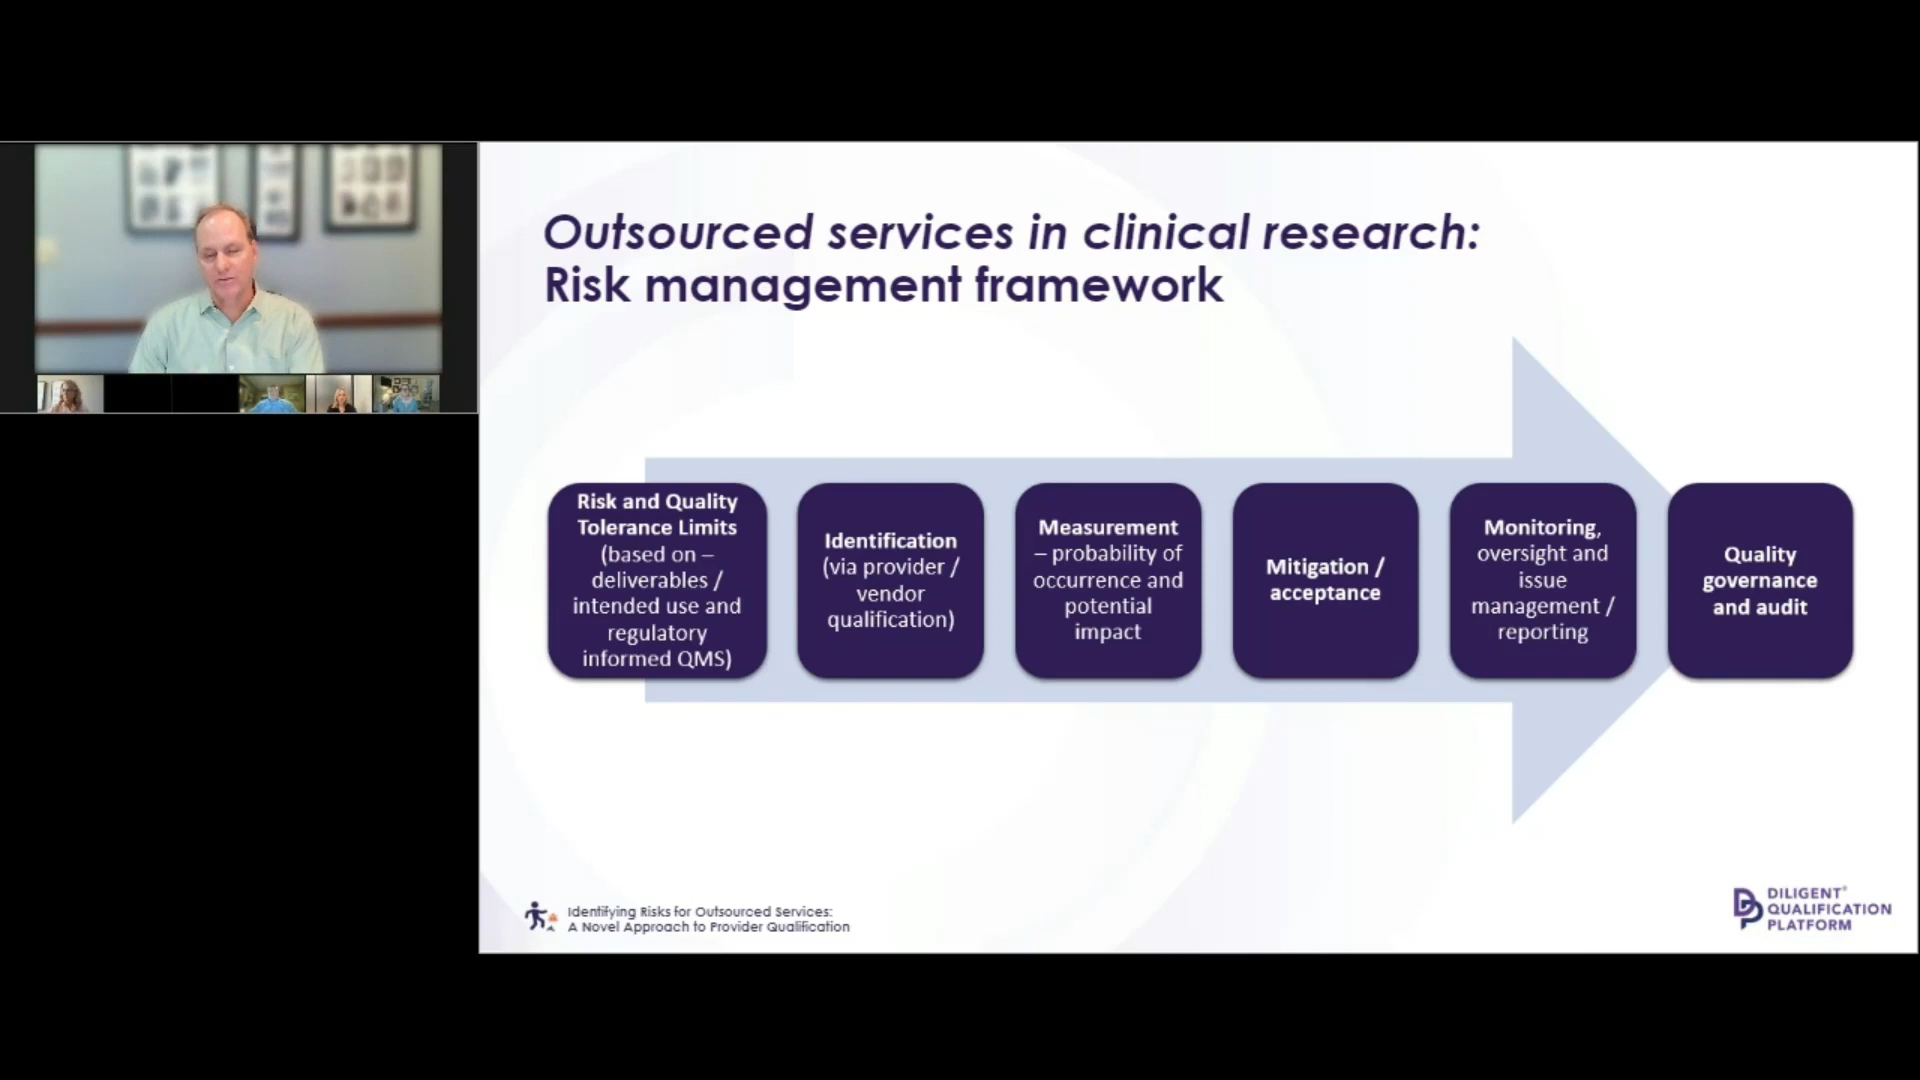 Outsourced services in clinical research:
Risk management framework
Risk and Quality
Tolerance Limits
(based on –
deliverables /
intended use and
regulatory
informed QMS)
Identification
(via provider /
vendor
qualification)
Measurement
– probability of
occurrence and
potential
impact
Mitigation /
acceptance
Monitoring,
oversight and
issue
management /
reporting
Quality
governance
and audit
Identifying Risks for Outsourced Services:
A Novel Approach to Provider Qualification
DILIGENT®
QUALIFICATION
PLATFORM